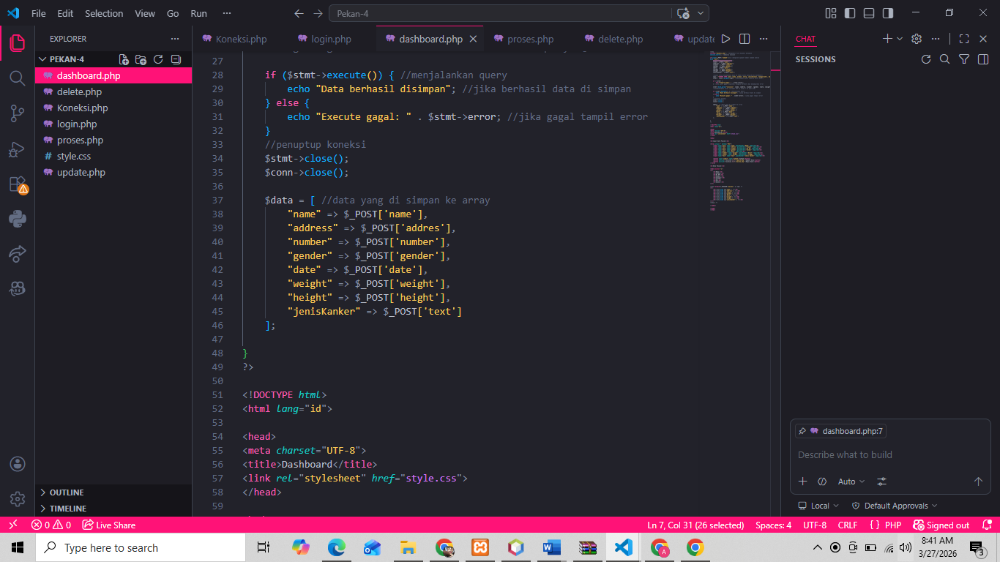 File Edit Selection View Go Run ···
Pekan-4
EXPLORER ···
PEKAN-4
dashboard.php
delete.php
Koneksi.php
login.php
proses.php
# style.css
update.php
OUTLINE
TIMELINE
Koneksi.php login.php dashboard.php proses.php delete.php update ···
27
28 if ($stmt->execute()) { //menjalankan query
29 echo "Data berhasil disimpan"; //jika berhasil data di simpan
30 } else {
31 echo "Execute gagal: " . $stmt->error; //jika gagal tampil error
32 }
33 //penuptup koneksi
34 $stmt->close();
35 $conn->close();
36
37 $data = [ //data yang di simpan ke array
38 "name" => $_POST['name'],
39 "address" => $_POST['addres'],
40 "number" => $_POST['number'],
41 "gender" => $_POST['gender'],
42 "date" => $_POST['date'],
43 "weight" => $_POST['weight'],
44 "height" => $_POST['height'],
45 "jenisKanker" => $_POST['text']
46 ];
47
48 }
49 ?>
50
51 <!DOCTYPE html>
52 <html lang="id">
53
54 <head>
55 <meta charset="UTF-8">
56 <title>Dashboard</title>
57 <link rel="stylesheet" href="style.css">
58 </head>
59
CHAT
SESSIONS
dashboard.php:7
Describe what to build
Auto
Local Default Approvals
0 0 Live Share
Ln 7, Col 31 (26 selected) Spaces: 4 UTF-8 CRLF { } PHP Signed out
Type here to search
8:41 AM
3/27/2026
3